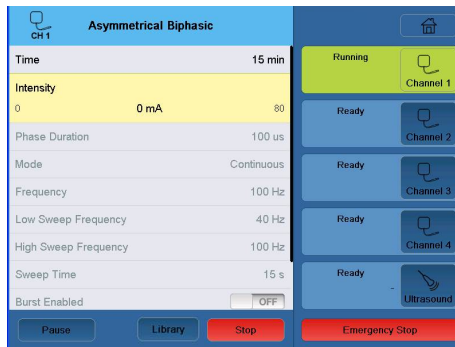 CH 1
Asymmetrical Biphasic
Time 15 min
Intensity
0 0 mA 80
Phase Duration 100 us
Mode Continuous
Frequency 100 Hz
Low Sweep Frequency 40 Hz
High Sweep Frequency 100 Hz
Sweep Time 15 s
Burst Enabled OFF
Pause Library Stop
Running
Channel 1
Ready
Channel 2
Ready
Channel 3
Ready
Channel 4
Ready
-
Ultrasound
Emergency Stop